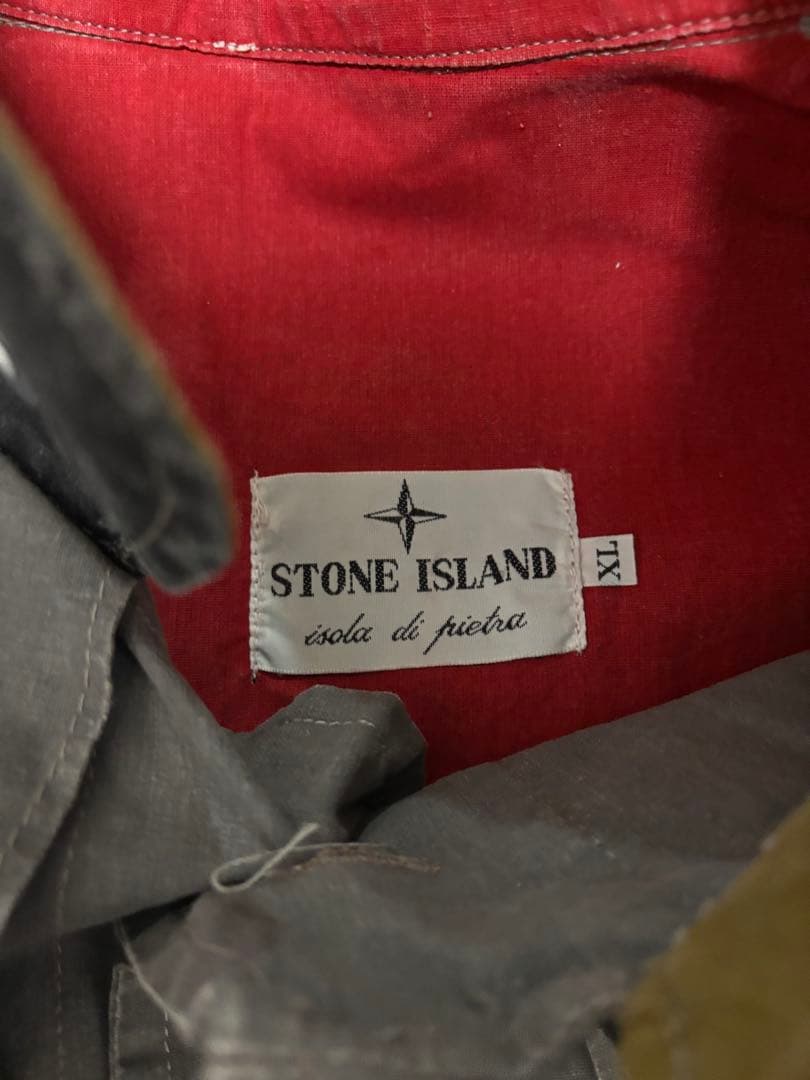 STONE ISLAND
isola di pietra
XL